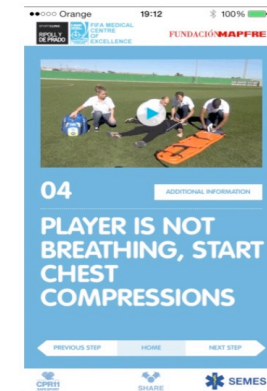 Orange 19:12 100%
RIPOLL Y
DE PRADO
FIFA MEDICAL
CENTRE
OF
EXCELLENCE
FUNDACIÓNMAPFRE
04
ADDITIONAL INFORMATION
PLAYER IS NOT
BREATHING, START
CHEST
COMPRESSIONS
PREVIOUS STEP HOME NEXT STEP
CPR11
SHARE
SEMES